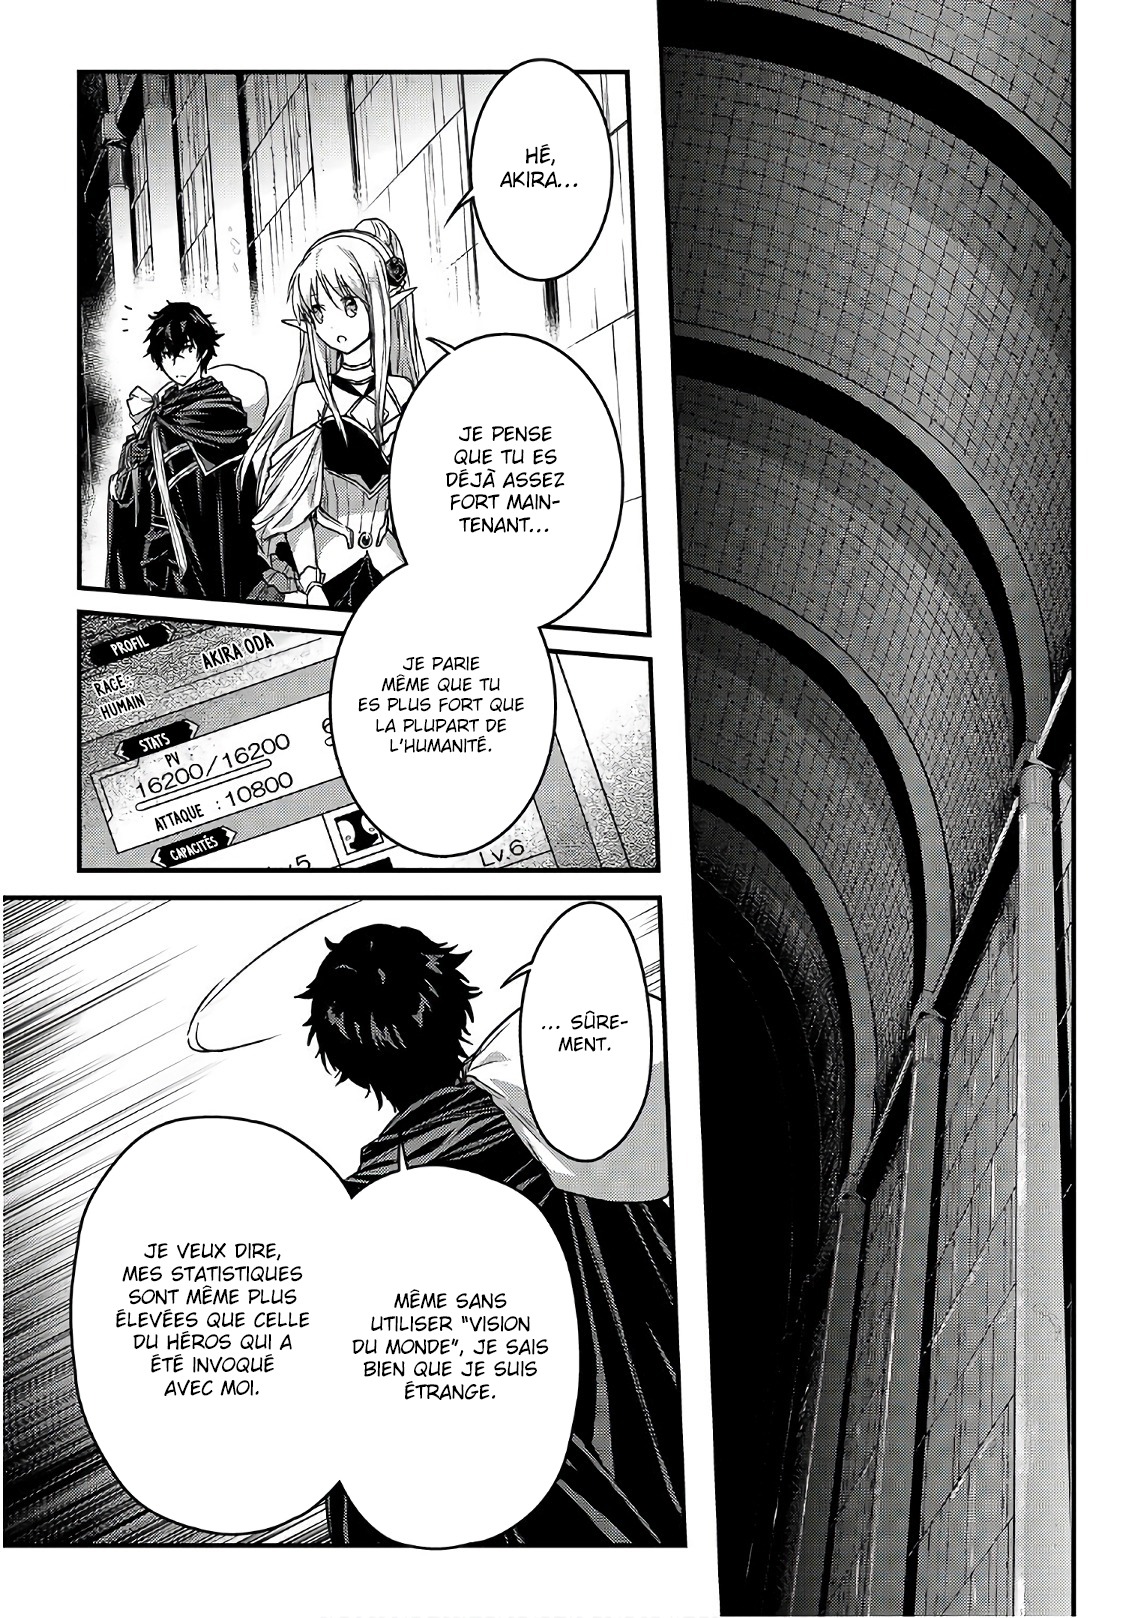 HÉ,
AKIRA...
JE PENSE
QUE TU ES
DÉJÀ ASSEZ
FORT MAIN-
TENANT...
JE PARIE
MÊME QUE TU
ES PLUS FORT QUE
LA PLUPART DE
L'HUMANITÉ.
PROFIL
AKIRA ODA
RACE :
HUMAIN
STATS
PV
16200/16200
ATTAQUE : 10800
CAPACITÉS
LV.6
... SÛRE-
MENT.
MÊME SANS
UTILISER "VISION
DU MONDE", JE SAIS
BIEN QUE JE SUIS
ÉTRANGE.
JE VEUX DIRE,
MES STATISTIQUES
SONT MÊME PLUS
ÉLEVÉES QUE CELLE
DU HÉROS QUI A
ÉTÉ INVOQUÉ
AVEC MOI.